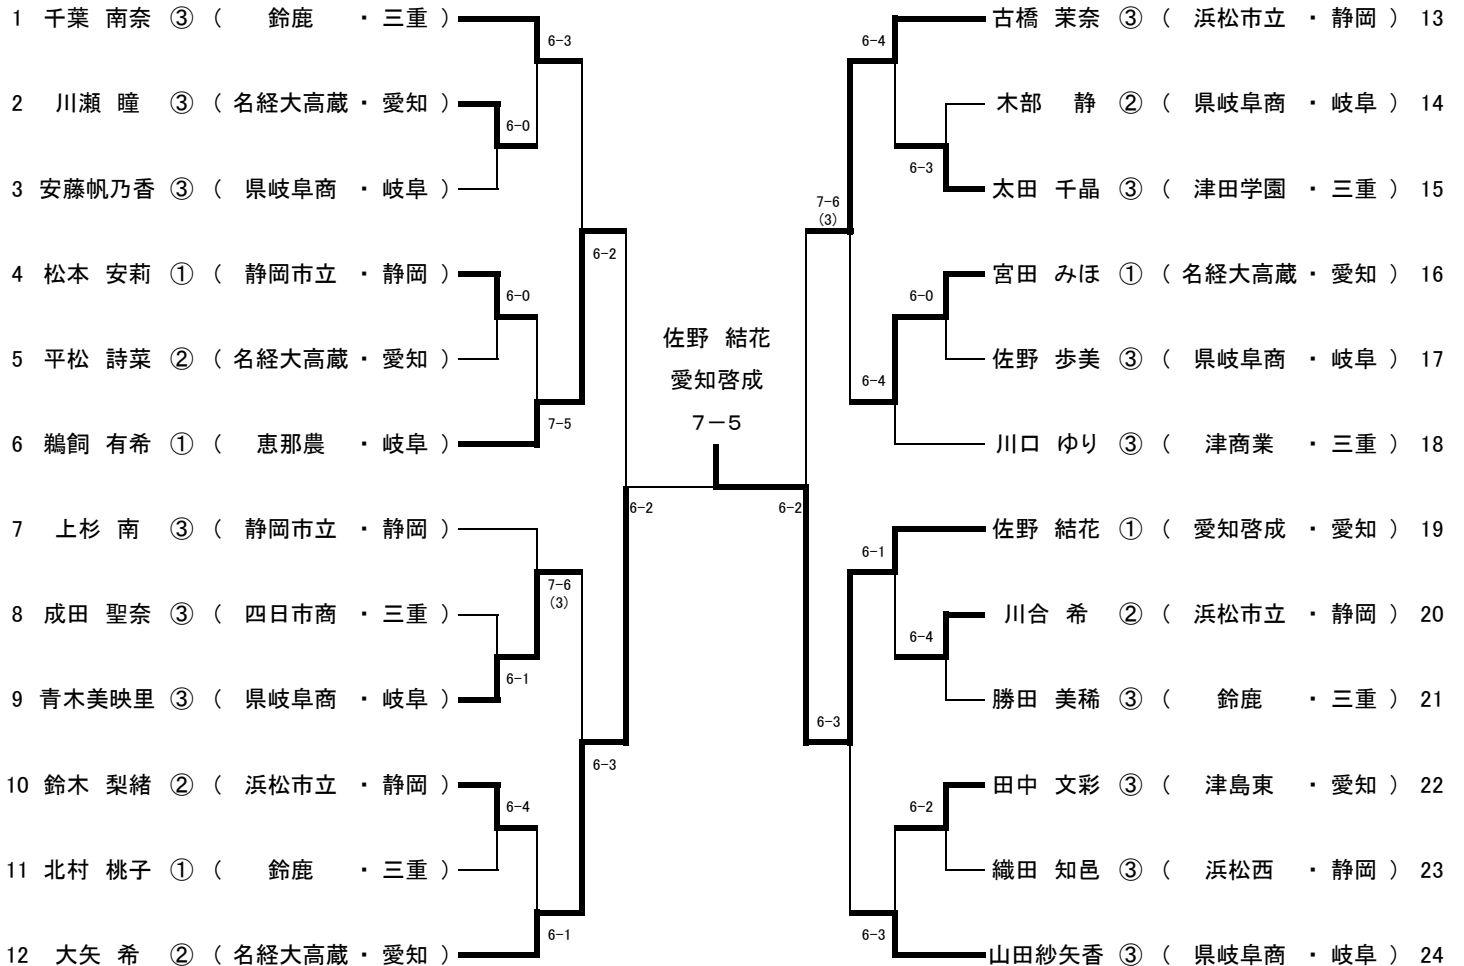 1 千葉 南奈 ③ ( 鈴鹿 ・ 三重 )
6-3
2 川瀬 瞳 ③ ( 名経大高蔵 ・ 愛知 )
6-0
3 安藤帆乃香 ③ ( 県岐阜商 ・ 岐阜 )
6-2
4 松本 安莉 ① ( 静岡市立 ・ 静岡 )
6-0
5 平松 詩菜 ② ( 名経大高蔵 ・ 愛知 )
7-5
6 鵜飼 有希 ① ( 恵那農 ・ 岐阜 )
6-2
7 上杉 南 ③ ( 静岡市立 ・ 静岡 )
7-6
(3)
8 成田 聖奈 ③ ( 四日市商 ・ 三重 )
6-1
9 青木美映里 ③ ( 県岐阜商 ・ 岐阜 )
6-3
10 鈴木 梨緒 ② ( 浜松市立 ・ 静岡 )
6-4
11 北村 桃子 ① ( 鈴鹿 ・ 三重 )
6-1
12 大矢 希 ② ( 名経大高蔵 ・ 愛知 )
佐野 結花
愛知啓成
7－5
古橋 茉奈 ③ ( 浜松市立 ・ 静岡 ) 13
6-4
木部 静 ② ( 県岐阜商 ・ 岐阜 ) 14
6-3
太田 千晶 ③ ( 津田学園 ・ 三重 ) 15
7-6
(3)
宮田 みほ ① ( 名経大高蔵 ・ 愛知 ) 16
6-0
佐野 歩美 ③ ( 県岐阜商 ・ 岐阜 ) 17
6-4
川口 ゆり ③ ( 津商業 ・ 三重 ) 18
6-2
佐野 結花 ① ( 愛知啓成 ・ 愛知 ) 19
6-1
川合 希 ② ( 浜松市立 ・ 静岡 ) 20
6-4
勝田 美稀 ③ ( 鈴鹿 ・ 三重 ) 21
6-3
田中 文彩 ③ ( 津島東 ・ 愛知 ) 22
6-2
織田 知邑 ③ ( 浜松西 ・ 静岡 ) 23
6-3
山田紗矢香 ③ ( 県岐阜商 ・ 岐阜 ) 24